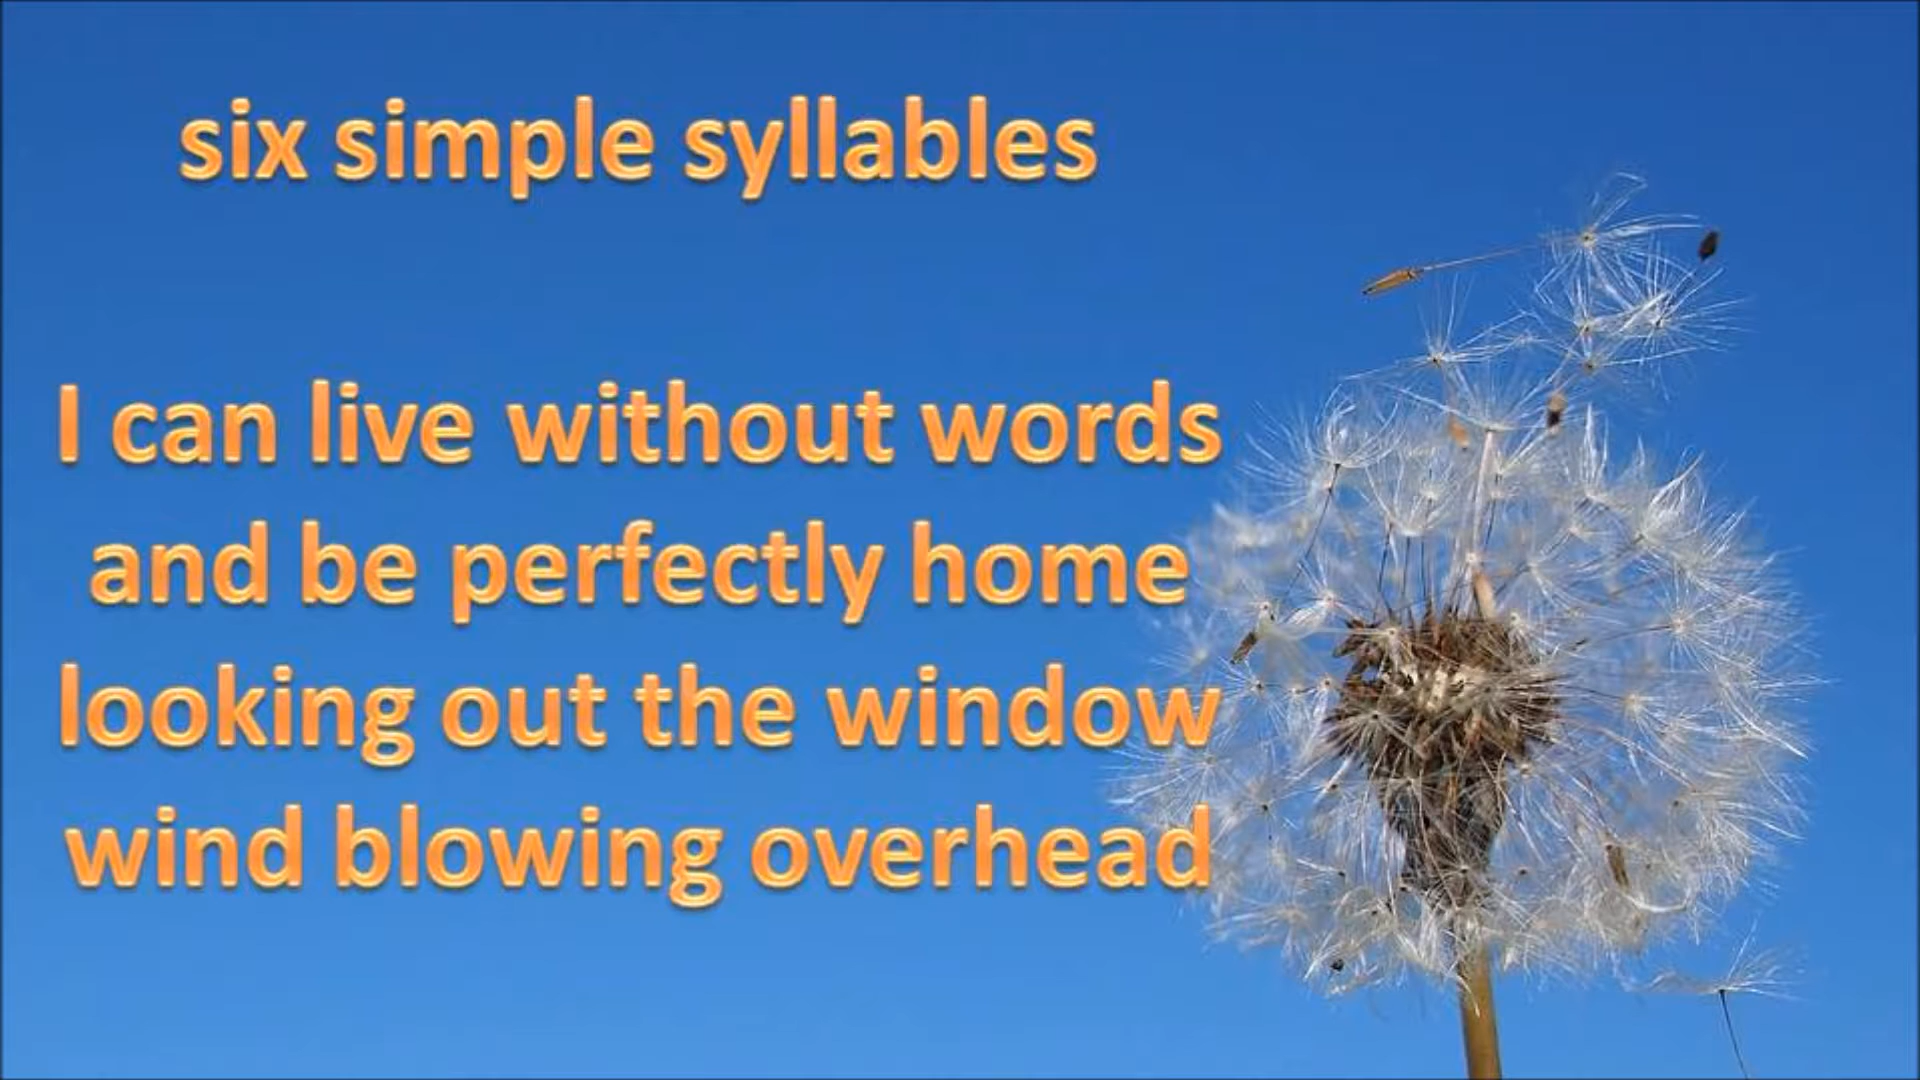 six simple syllables
I can live without words
and be perfectly home
looking out the window
wind blowing overhead